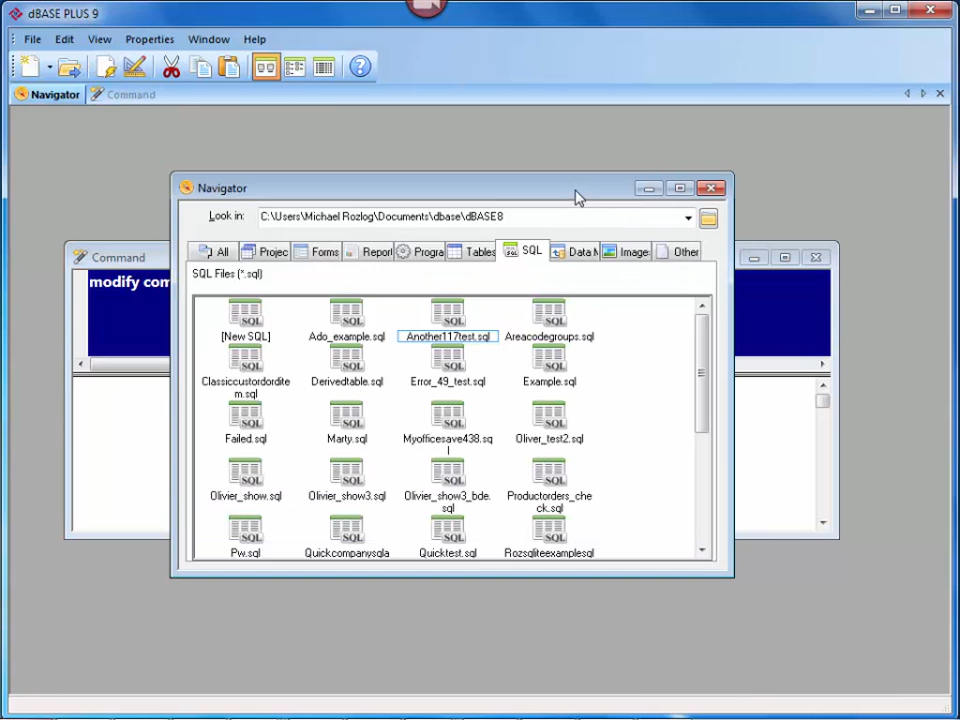 dBASE PLUS 9
File Edit View Properties Window Help
Navigator Command
Navigator
Look in: C:\Users\Michael Rozlog\Documents\dbase\dBASE8
Command
modify com
All Projec Forms Report Progra Tables SQL Data M Image Other
SQL Files (*.sql)
[New SQL] Ado_example.sql Another117test.sql Areacodegroups.sql
Classiccustordordite
m.sql
Derivedtable.sql Error_49_test.sql Example.sql
Failed.sql Marty.sql Myofficesave438.sq
l
Oliver_test2.sql
Olivier_show.sql Olivier_show3.sql Olivier_show3_bde.
sql
Productorders_che
ck.sql
Pw.sql Quickcompanysqla Quicktest.sql Rozsqliteexamplesql